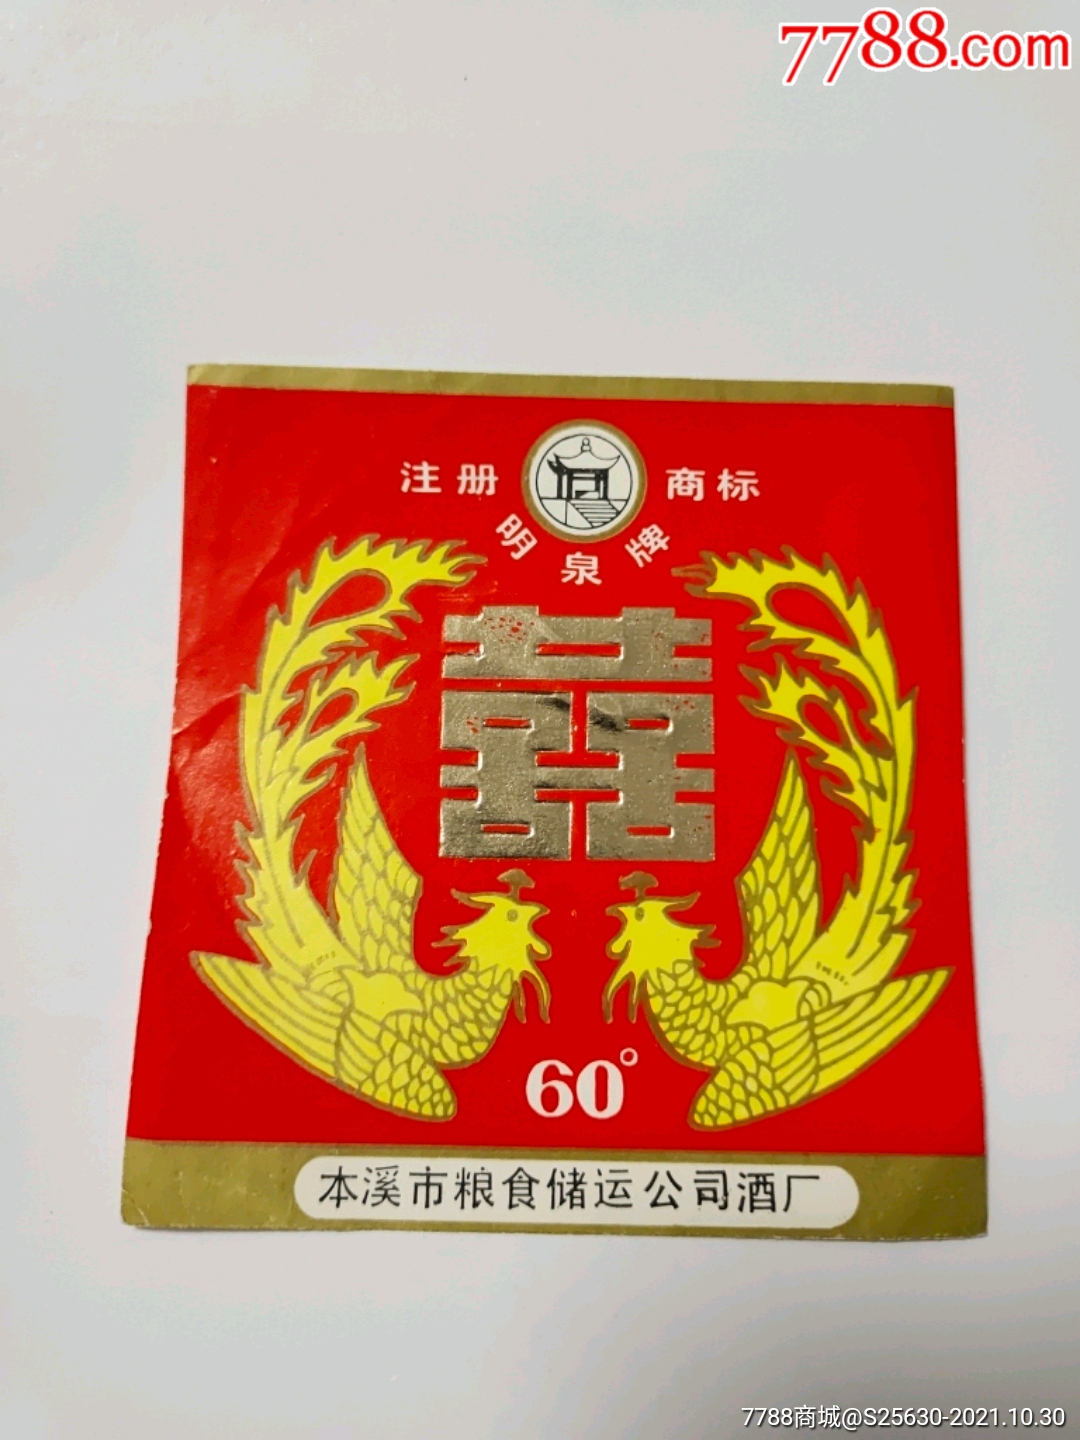 7788.com
注册 商标
明泉牌
囍
60°
本溪市粮食储运公司酒厂
7788商城@S25630-2021.10.30